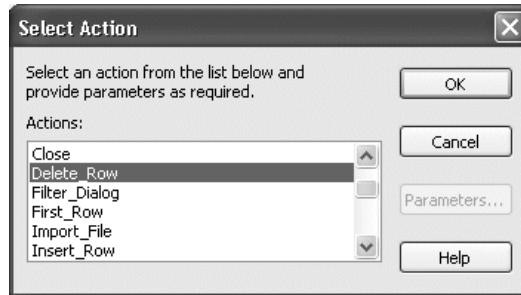 Select Action
Select an action from the list below and
provide parameters as required.
OK
Actions:
Close
Delete_Row
Filter_Dialog
First_Row
Import_File
Insert_Row
Cancel
Parameters...
Help